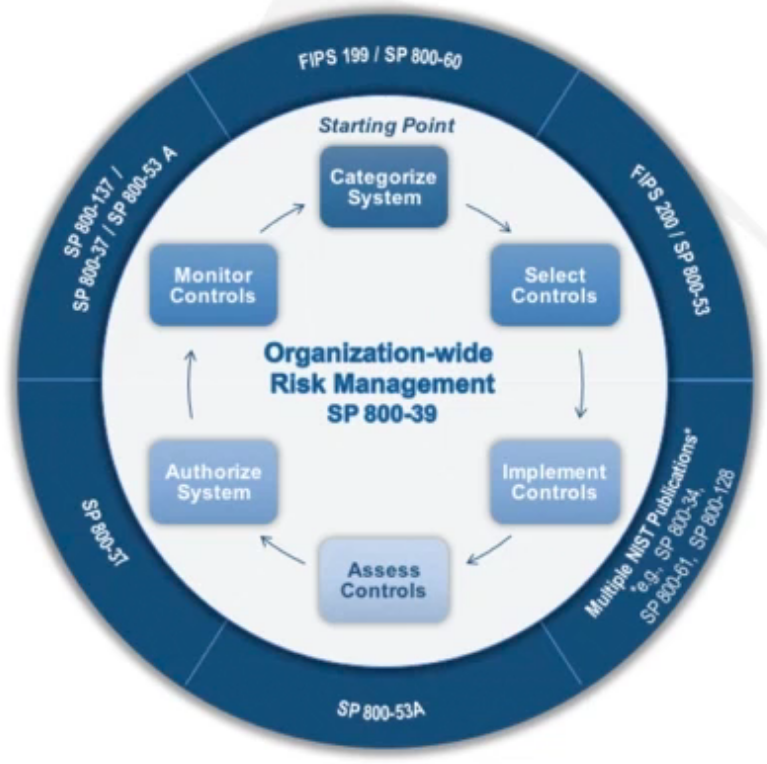 FIPS 199 / SP 800-60
Starting Point
Categorize
System
FIPS 200 / SP 800-53
Select
Controls
Multiple NIST Publications*
*e.g., SP 800-34,
SP 800-61, SP 800-128
Implement
Controls
SP 800-53A
Assess
Controls
SP 800-37
Authorize
System
SP 800-137 /
SP 800-37 / SP 800-53 A
Monitor
Controls
Organization-wide
Risk Management
SP 800-39